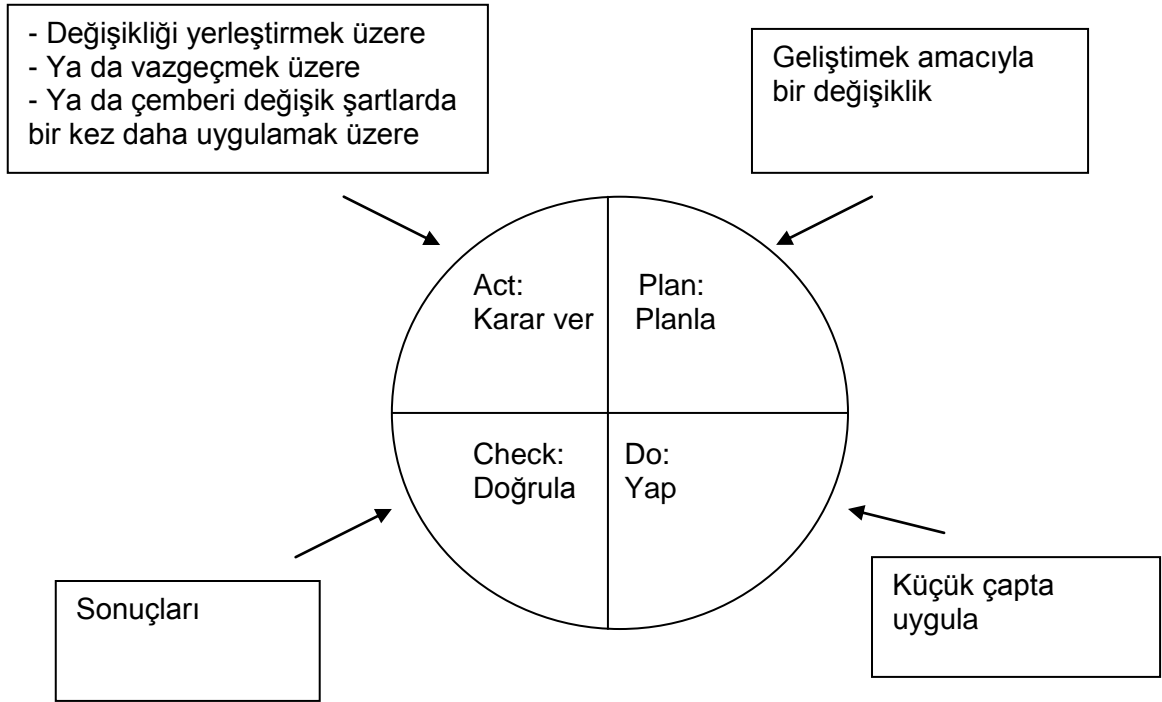 - Değişikliği yerleştirmek üzere
- Ya da vazgeçmek üzere
- Ya da çemberi değişik şartlarda
bir kez daha uygulamak üzere
Geliştimek amacıyla
bir değişiklik
Act:
Karar ver
Plan:
Planla
Check:
Doğrula
Do:
Yap
Sonuçları
Küçük çapta
uygula